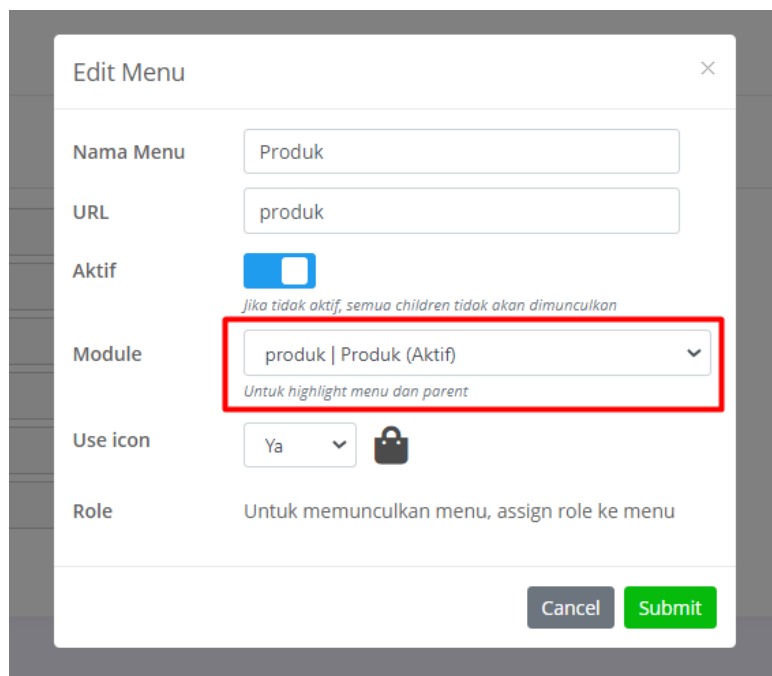 Edit Menu ×
Nama Menu Produk
URL produk
Aktif
Jika tidak aktif, semua children tidak akan dimunculkan
Module produk | Produk (Aktif)
Untuk highlight menu dan parent
Use icon Ya
Role Untuk memunculkan menu, assign role ke menu
Cancel Submit